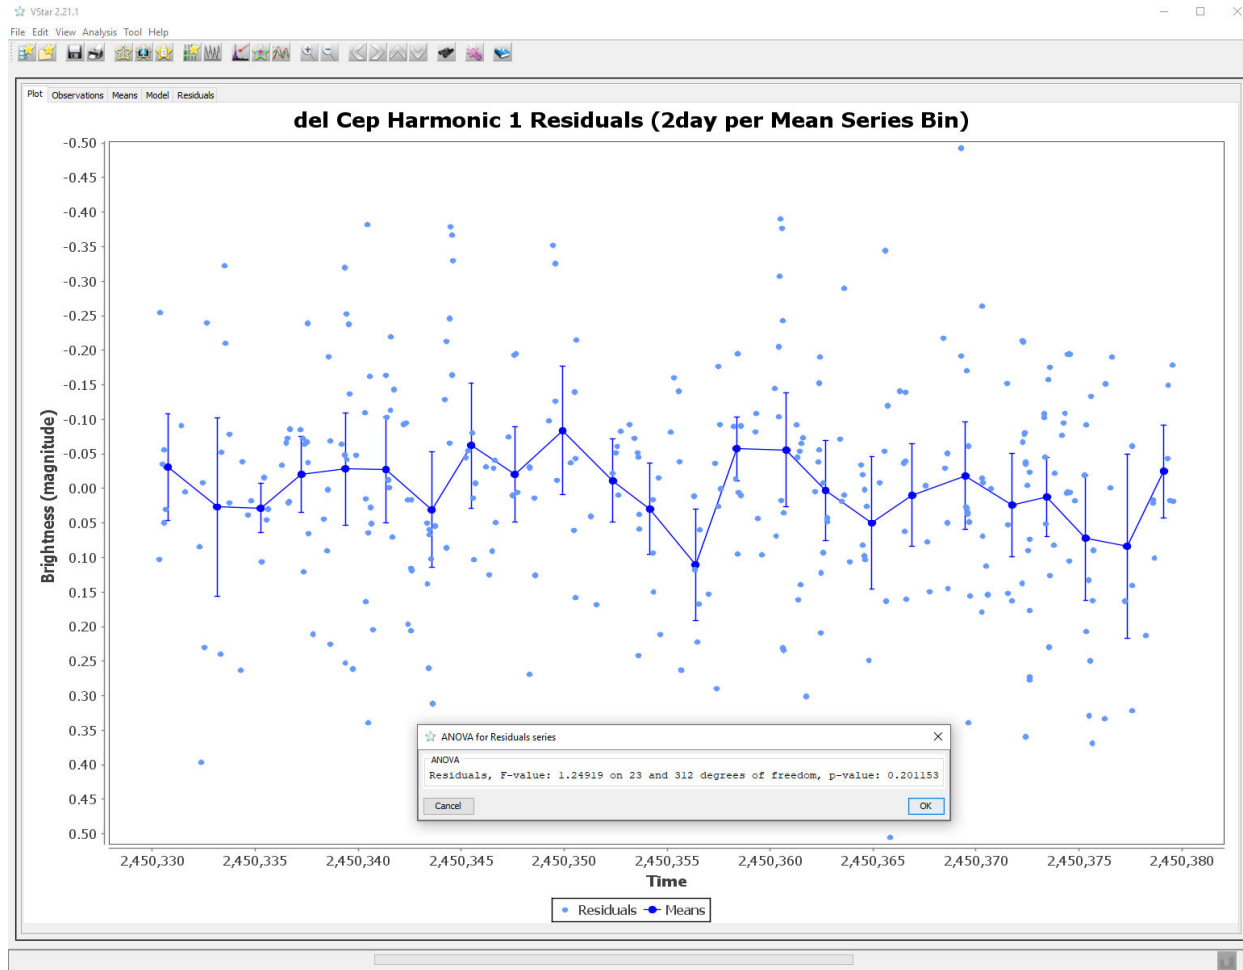 VStar 2.21.1
File Edit View Analysis Tool Help
Plot Observations Means Model Residuals
del Cep Harmonic 1 Residuals (2day per Mean Series Bin)
Brightness (magnitude)
-0.50
-0.45
-0.40
-0.35
-0.30
-0.25
-0.20
-0.15
-0.10
-0.05
0.00
0.05
0.10
0.15
0.20
0.25
0.30
0.35
0.40
0.45
0.50
ANOVA for Residuals series
ANOVA
Residuals, F-value: 1.24919 on 23 and 312 degrees of freedom, p-value: 0.201153
Cancel OK
2,450,330 2,450,335 2,450,340 2,450,345 2,450,350 2,450,355 2,450,360 2,450,365 2,450,370 2,450,375 2,450,380
Time
Residuals Means